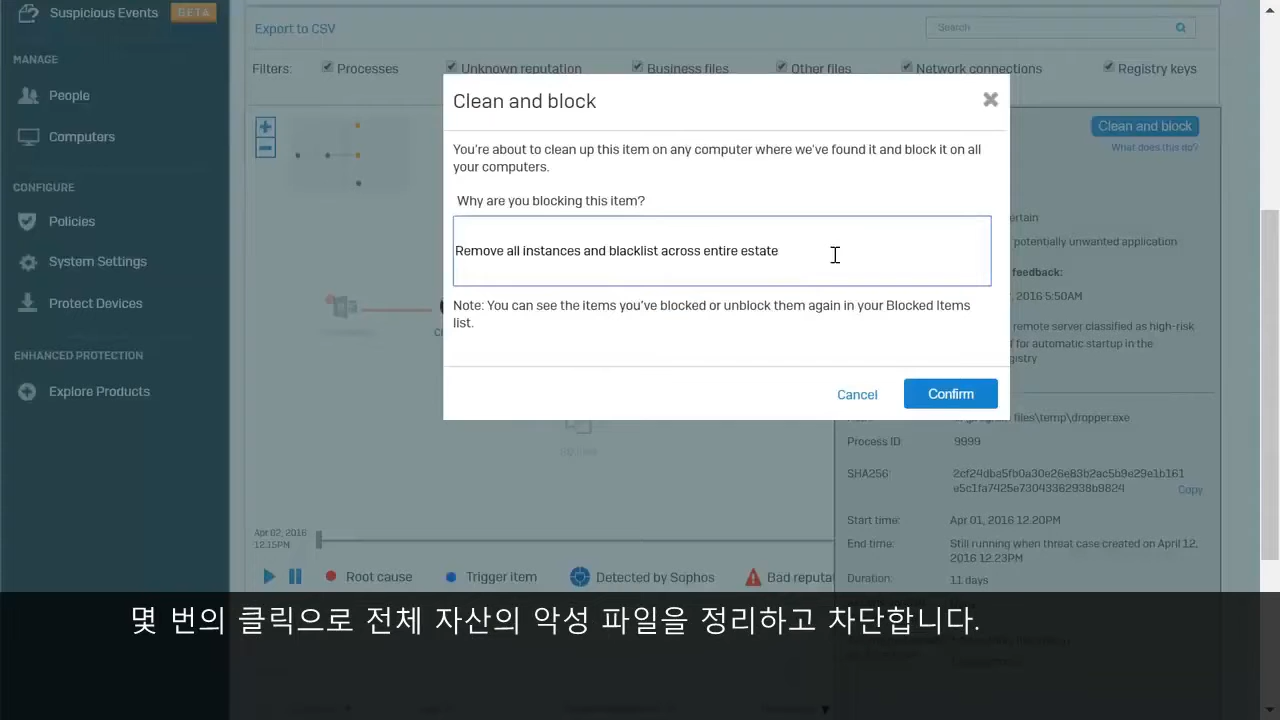 Suspicious Events BETA
MANAGE
People
Computers
CONFIGURE
Policies
System Settings
Protect Devices
ENHANCED PROTECTION
Explore Products
Export to CSV
Search
Filters: Processes Unknown reputation Business files Other files Network connections Registry keys
Clean and block
What does this do?
Clean and block
You're about to clean up this item on any computer where we've found it and block it on all
your computers.
Why are you blocking this item?
Remove all instances and blacklist across entire estate
Note: You can see the items you've blocked or unblock them again in your Blocked Items
list.
Cancel Confirm
potentially unwanted application
feedback:
, 2016 5:50AM
remote server classified as high-risk
for automatic startup in the
files\temp\dropper.exe
Process ID: 9999
SHA256: 2cf24dba5fb0a30e26e83b2ac5b9e29e1b161
e5c1fa7425e73043362938b9824
Copy
Start time: Apr 01, 2016 12.20PM
End time: Still running when threat case created on April 12,
2016 12.23PM
Duration: 11 days
Apr 02, 2016
12.15PM
Root cause Trigger item Detected by Sophos Bad
몇 번의 클릭으로 전체 자산의 악성 파일을 정리하고 차단합니다.